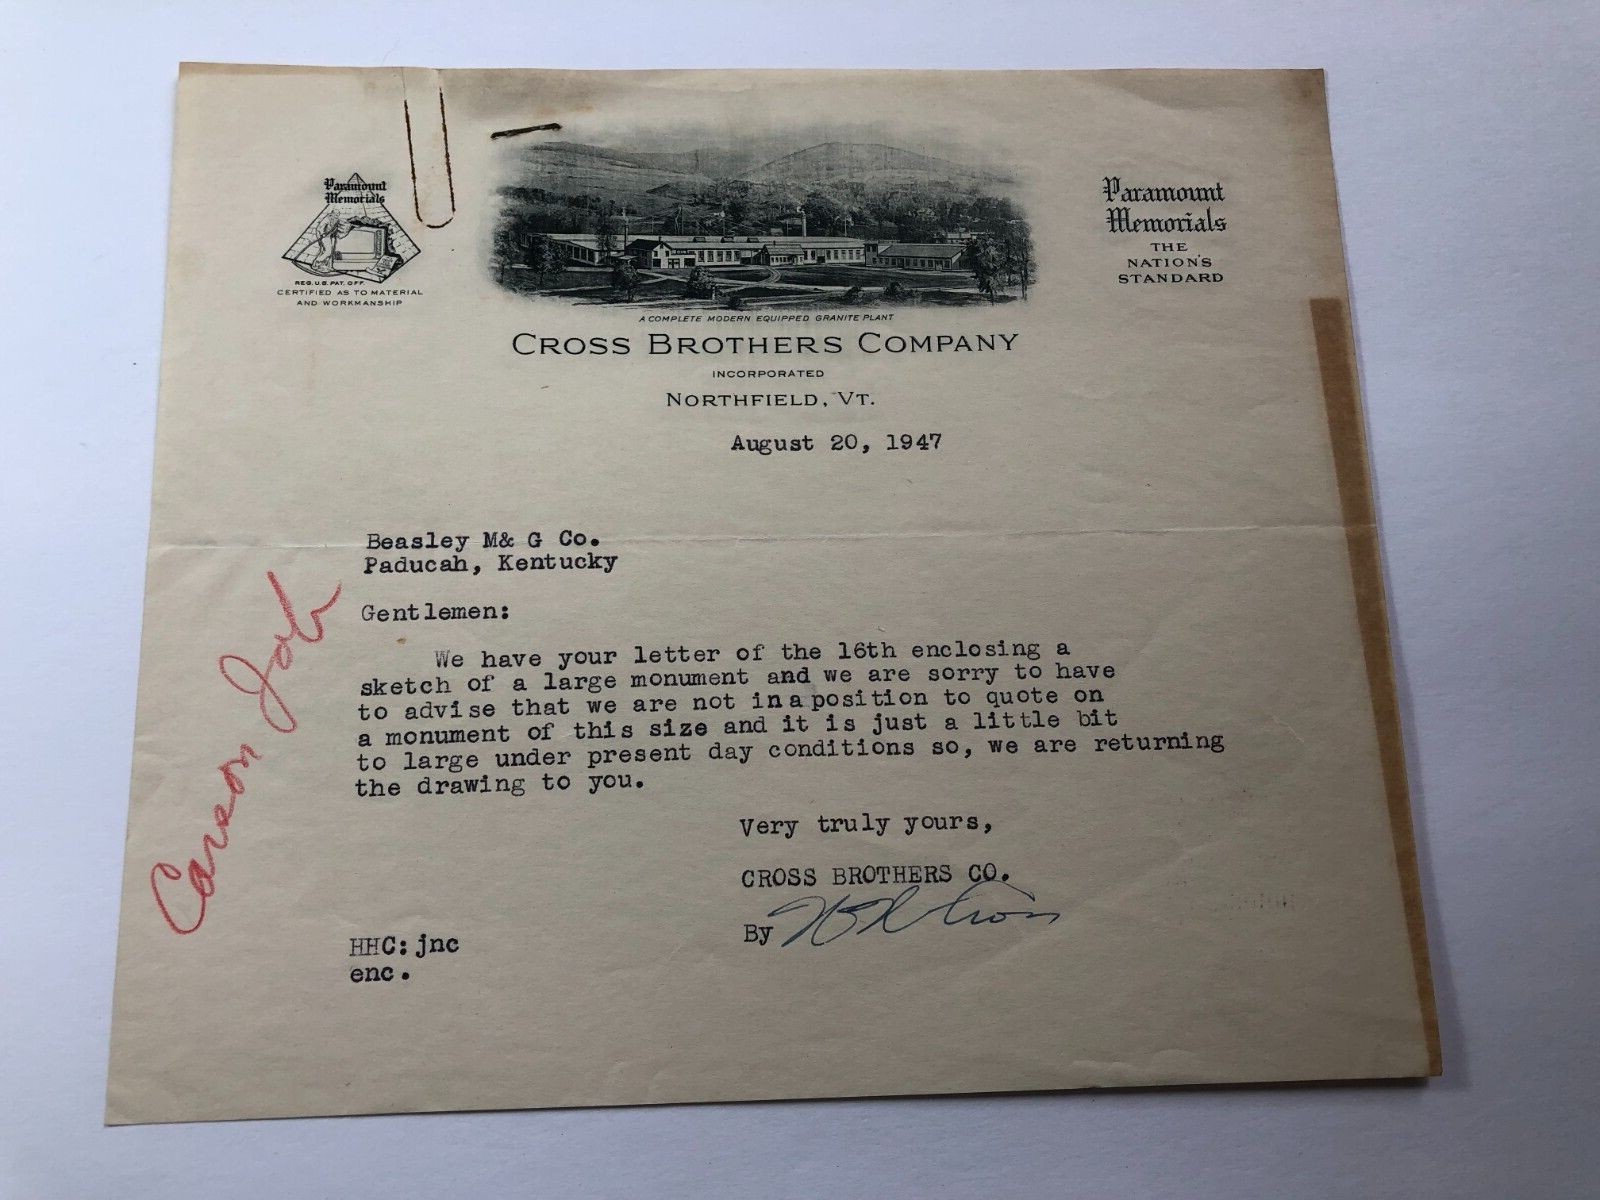 Paramount
Memorials
REG. U.S. PAT. OFF.
CERTIFIED AS TO MATERIAL
AND WORKMANSHIP
Paramount
Memorials
THE
NATION'S
STANDARD
A COMPLETE MODERN EQUIPPED GRANITE PLANT
CROSS BROTHERS COMPANY
INCORPORATED
NORTHFIELD, VT.
August 20, 1947
Beasley M& G Co.
Paducah, Kentucky
Gentlemen:
We have your letter of the 16th enclosing a
sketch of a large monument and we are sorry to have
to advise that we are not in a position to quote on
a monument of this size and it is just a little bit
to large under present day conditions so, we are returning
the drawing to you.
Very truly yours,
CROSS BROTHERS CO.
By Cross
HHC:jnc
enc.
Carson Job